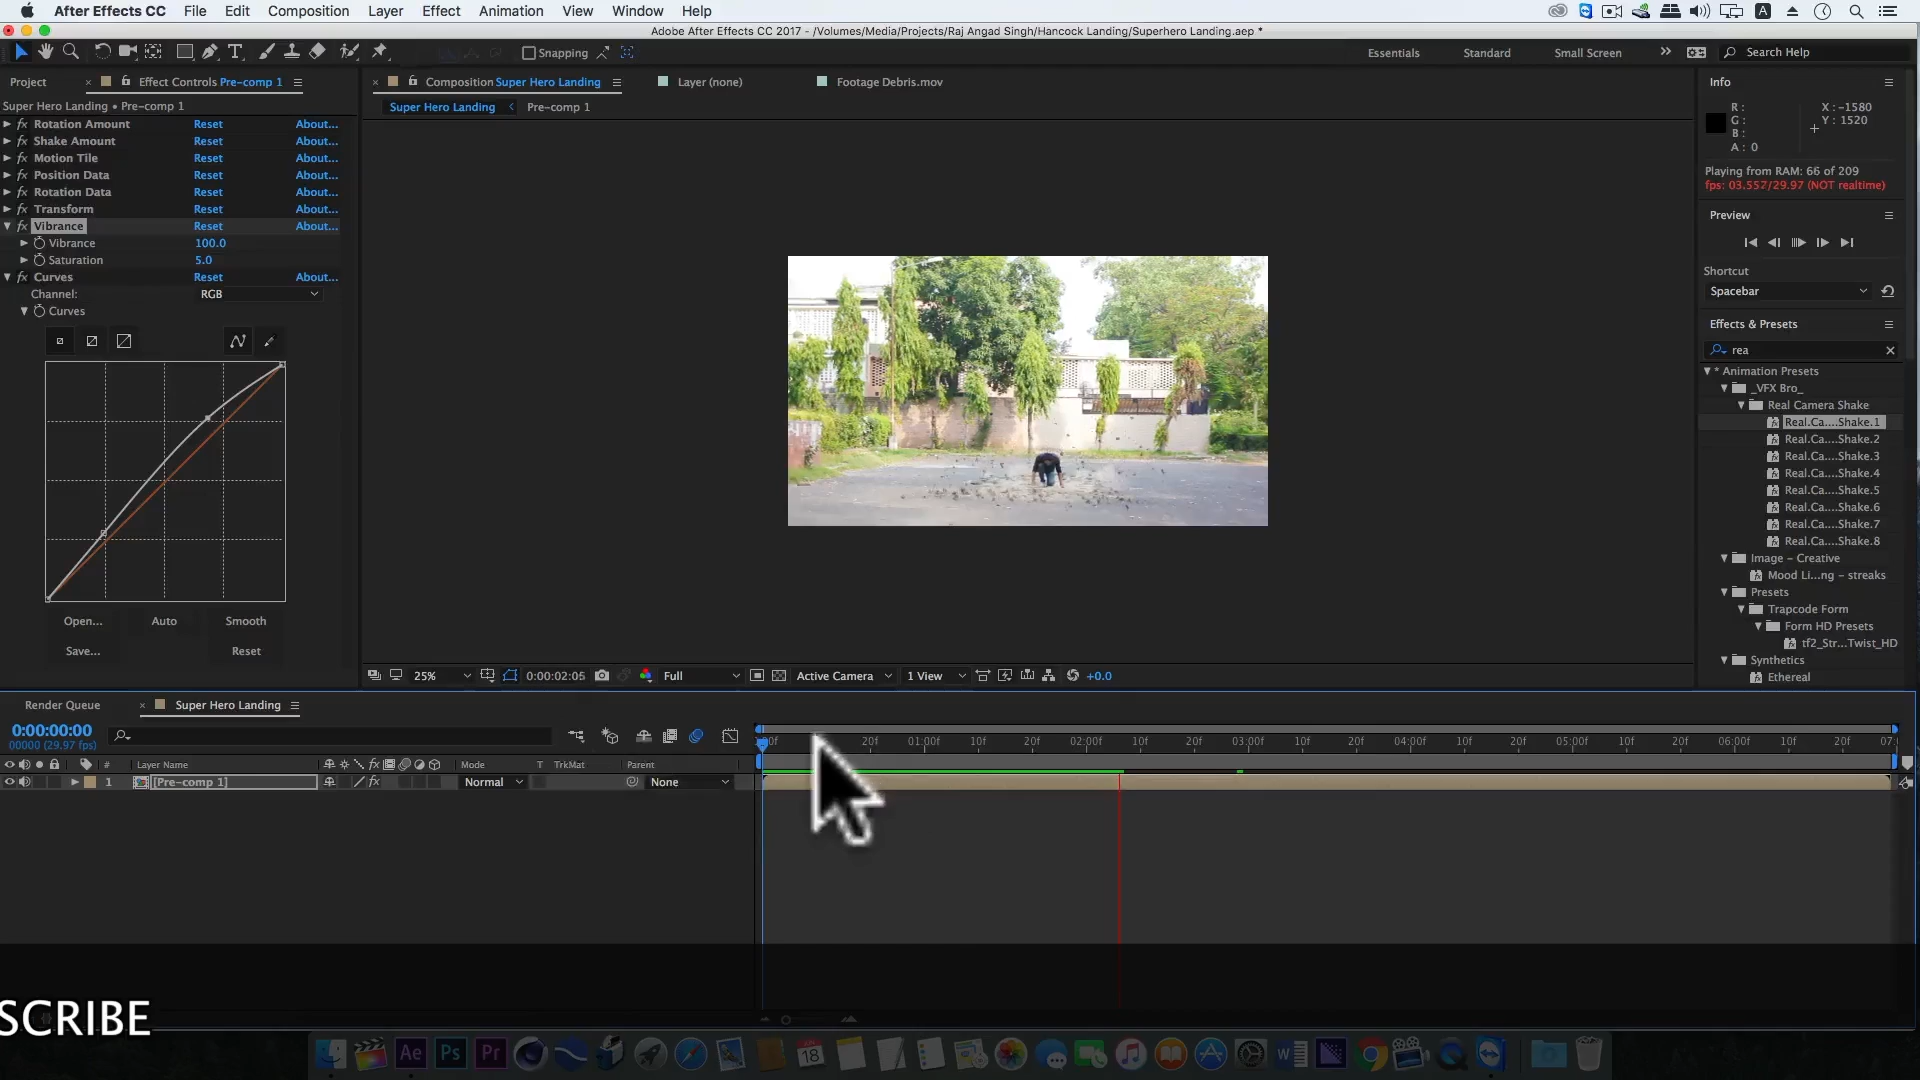 After Effects CC File Edit Composition Layer Effect Animation View Window Help
Adobe After Effects CC 2017 - /Volumes/Media/Projects/Raj Angad Singh/Hancock Landing/Superhero Landing.aep *
Snapping Essentials Standard Small Screen Search Help
Project Effect Controls Pre-comp 1
Composition Super Hero Landing Layer (none) Footage Debris.mov
Super Hero Landing • Pre-comp 1
Super Hero Landing Pre-comp 1
fx Rotation Amount Reset About...
fx Shake Amount Reset About...
fx Motion Tile Reset About...
fx Position Data Reset About...
fx Rotation Data Reset About...
fx Transform Reset About...
fx Vibrance Reset About...
Vibrance 100.0
Saturation 5.0
fx Curves Reset About...
Channel: RGB
Curves
Open... Auto Smooth
Save... Reset
25% 0:00:02:05 Full Active Camera 1 View +0.0
Info
R : X : -1580
G : Y : 1520
B :
A : 0
Playing from RAM: 66 of 209
fps: 03.557/29.97 (NOT realtime)
Preview
Shortcut
Spacebar
Effects & Presets
rea
* Animation Presets
_VFX Bro_
Real Camera Shake
Real.Ca....Shake.1
Real.Ca....Shake.2
Real.Ca....Shake.3
Real.Ca....Shake.4
Real.Ca....Shake.5
Real.Ca....Shake.6
Real.Ca....Shake.7
Real.Ca....Shake.8
Image - Creative
Mood Li...ng - streaks
Presets
Trapcode Form
Form HD Presets
tf2_Str...Twist_HD
Synthetics
Ethereal
Render Queue Super Hero Landing
0:00:00:00
00000 (29.97 fps)
20f 01:00f 10f 20f 02:00f 10f 20f 03:00f 10f 20f 04:00f 10f 20f 05:00f 10f 20f 06:00f 10f 20f
# Layer Name Mode T TrkMat Parent
1 [Pre-comp 1] Normal None
SCRIBE
Ae Ps Pr 18